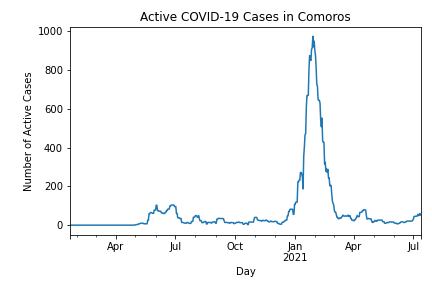 Active COVID-19 Cases in Comoros
Number of Active Cases
1000
800
600
400
200
0
Apr
Jul
Oct
Jan
2021
Apr
Jul
Day